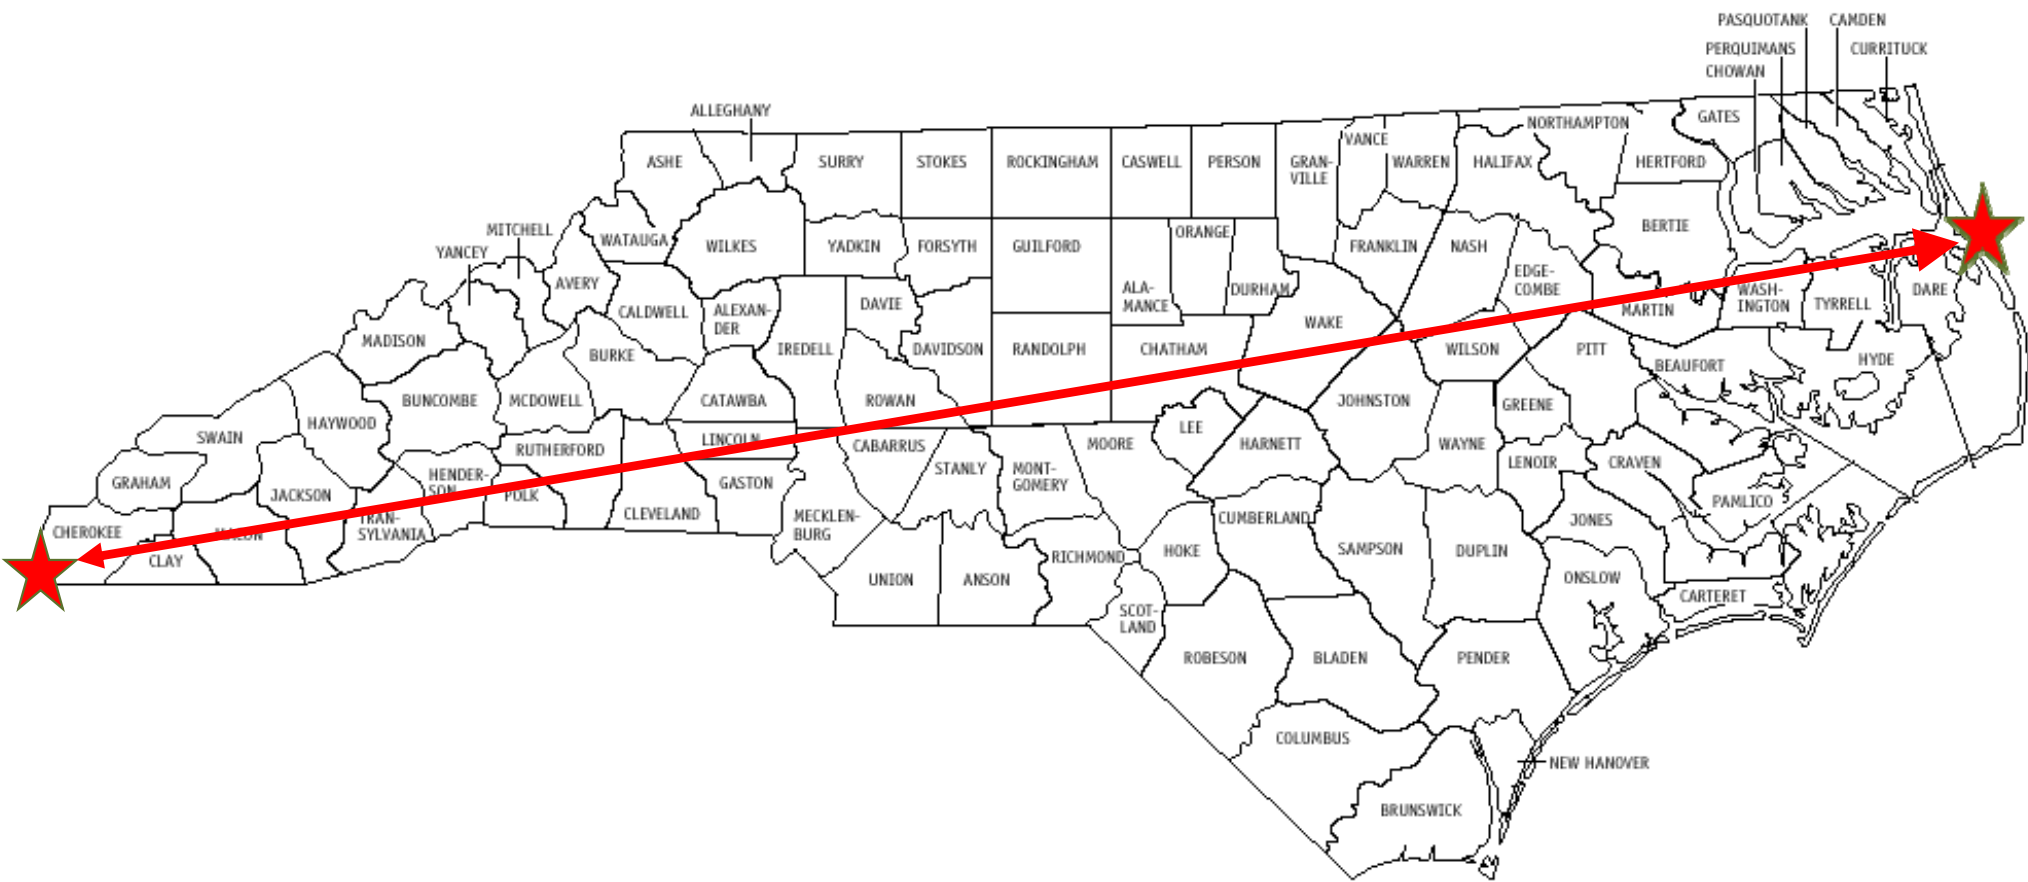 PASQUOTANK
CAMDEN
PERQUIMANS
CURRITUCK
CHOWAN
ALLEGHANY
GATES
NORTHAMPTON
VANCE
ASHE
SURRY
STOKES
ROCKINGHAM
CASWELL
PERSON
GRAN-
VILLE
WARREN
HALIFAX
HERTFORD
MITCHELL
YANCEY
WATAUGA
WILKES
YADKIN
FORSYTH
GUILFORD
ORANGE
FRANKLIN
NASH
BERTIE
EDGE-
COMBE
AVERY
CALDWELL
ALEXAN-
DER
DAVIE
ALA-
MANCE
DURHAM
WAKE
MARTIN
WASH-
INGTON
TYRRELL
DARE
MADISON
BURKE
IREDELL
DAVIDSON
RANDOLPH
CHATHAM
WILSON
PITT
BEAUFORT
HYDE
BUNCOMBE
MCDOWELL
CATAWBA
ROWAN
JOHNSTON
GREENE
SWAIN
HAYWOOD
RUTHERFORD
LINCOLN
CABARRUS
STANLY
MONT-
GOMERY
MOORE
LEE
HARNETT
WAYNE
LENOIR
CRAVEN
GRAHAM
JACKSON
HENDER-
SON
POLK
CLEVELAND
GASTON
PAMLICO
CHEROKEE
CLAY
MACON
TRAN-
SYLVANIA
MECKLEN-
BURG
CUMBERLAND
JONES
UNION
ANSON
RICHMOND
HOKE
SAMPSON
DUPLIN
ONSLOW
CARTERET
SCOT-
LAND
ROBESON
BLADEN
PENDER
COLUMBUS
NEW HANOVER
BRUNSWICK